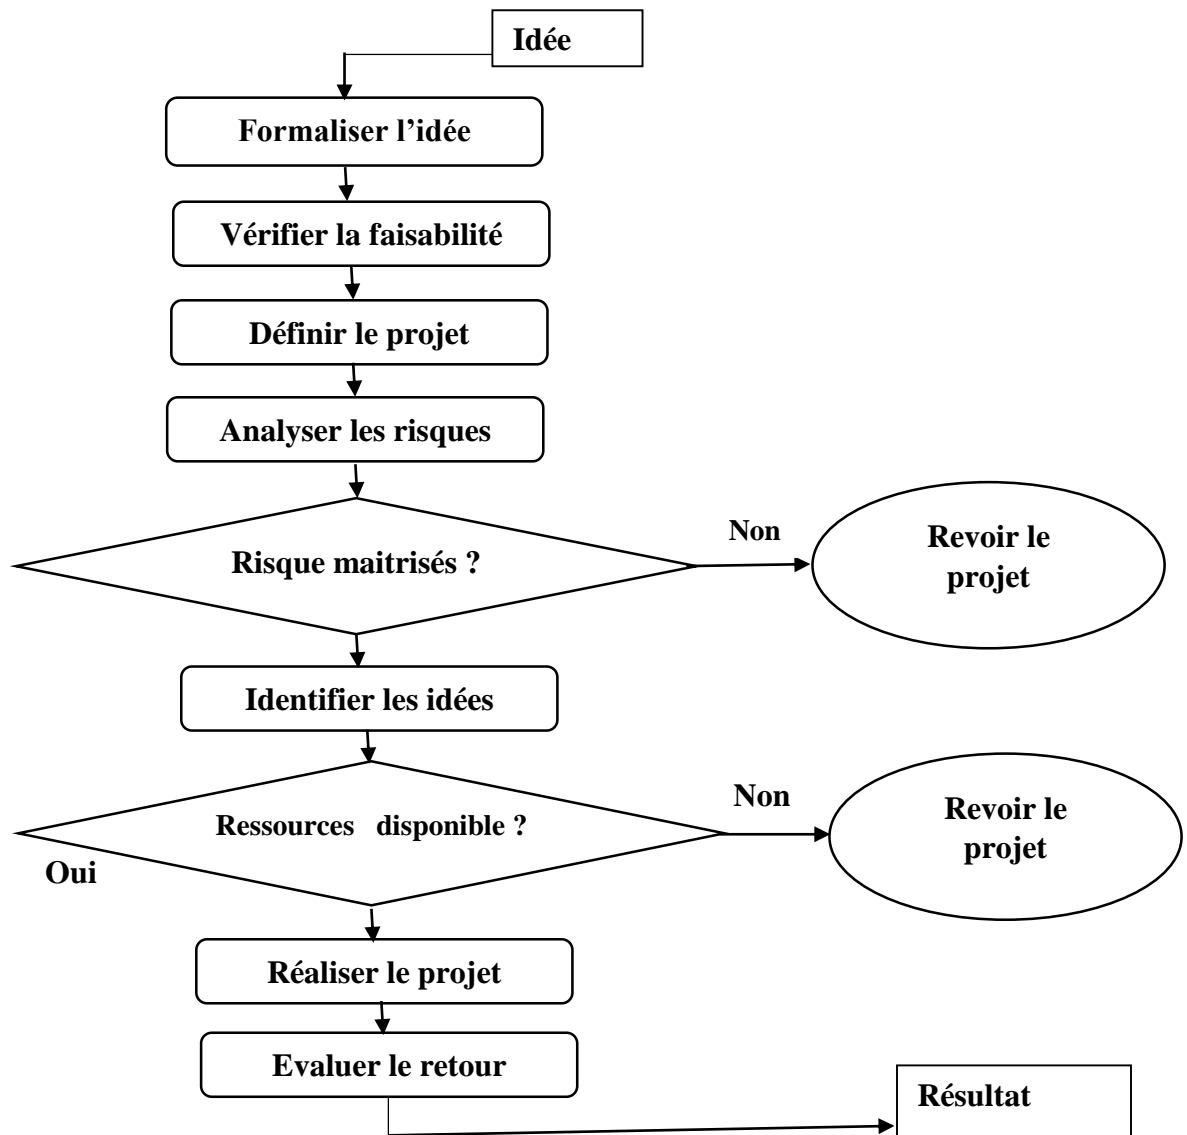 Idée
Formaliser l’idée
Vérifier la faisabilité
Définir le projet
Analyser les risques
Risque maitrisés ?
Non
Revoir le
projet
Identifier les idées
Ressources disponible ?
Non
Revoir le
projet
Oui
Réaliser le projet
Evaluer le retour
Résultat